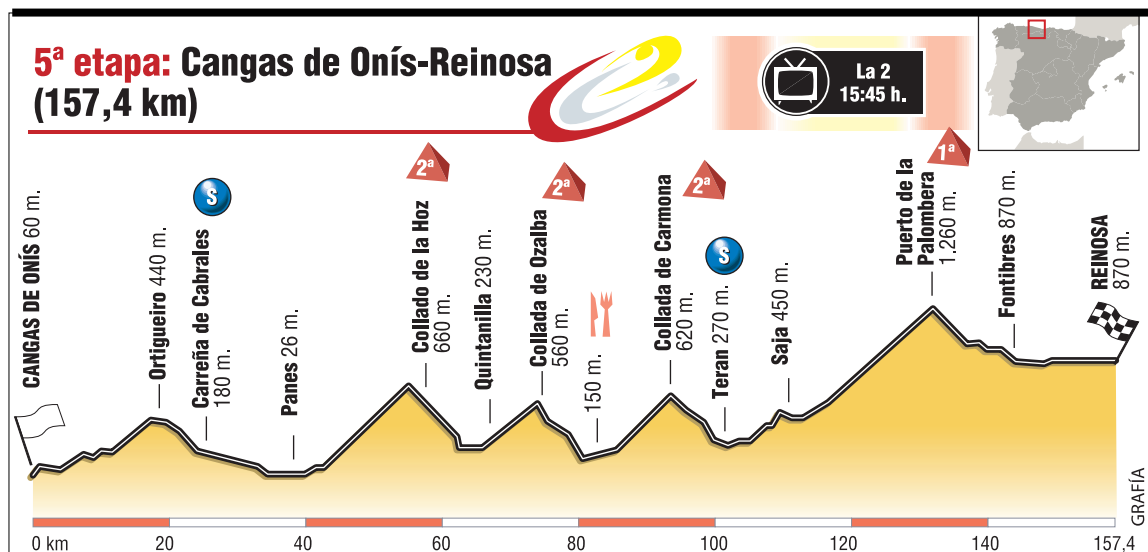 5ª etapa: Cangas de Onís-Reinosa
(157,4 km)
La 2
15:45 h.
CANGAS DE ONÍS 60 m.
Ortigueiro 440 m.
S
Carreña de Cabrales
180 m.
Panes 26 m.
2ª
Collado de la Hoz
660 m.
Quintanilla 230 m.
2ª
Collada de Ozalba
560 m.
150 m.
2ª
Collada de Carmona
620 m.
S
Teran 270 m.
Saja 450 m.
1ª
Puerto de la
Palombera
1.260 m.
Fontibres 870 m.
REINOSA
870 m.
GRAFÍA
0 km
20
40
60
80
100
120
140
157,4